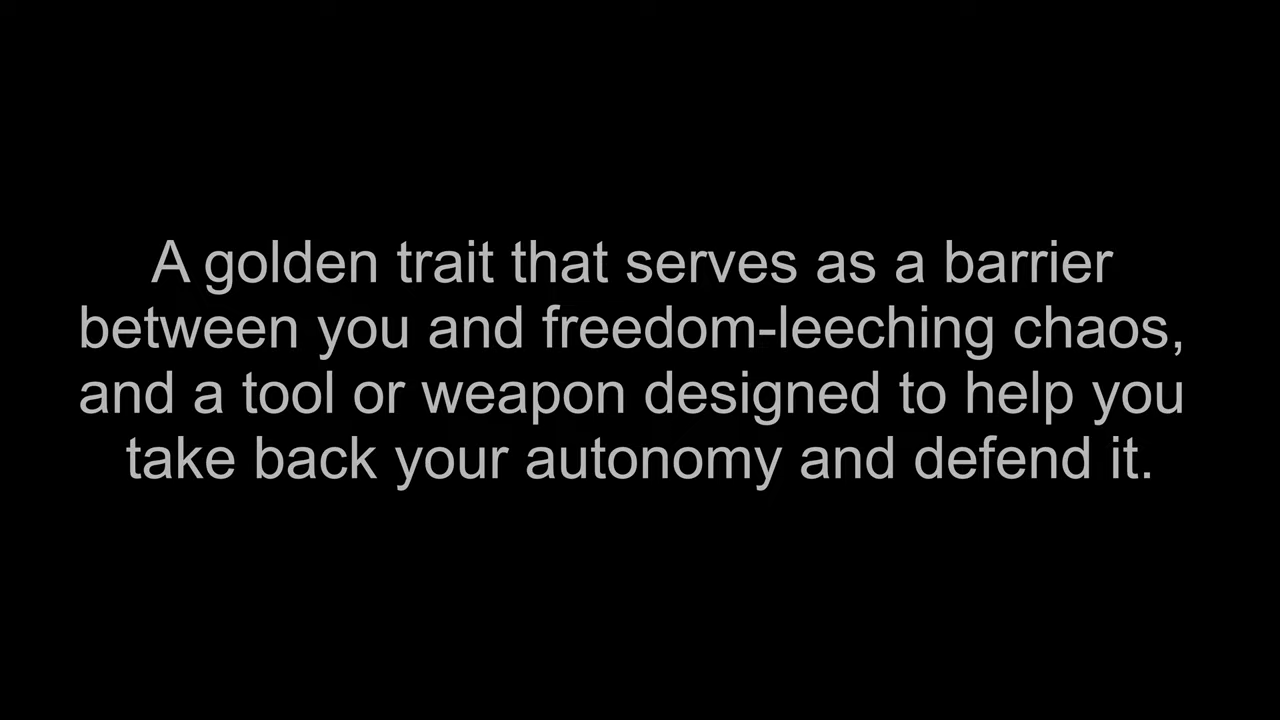 A golden trait that serves as a barrier
between you and freedom-leeching chaos,
and a tool or weapon designed to help you
take back your autonomy and defend it.